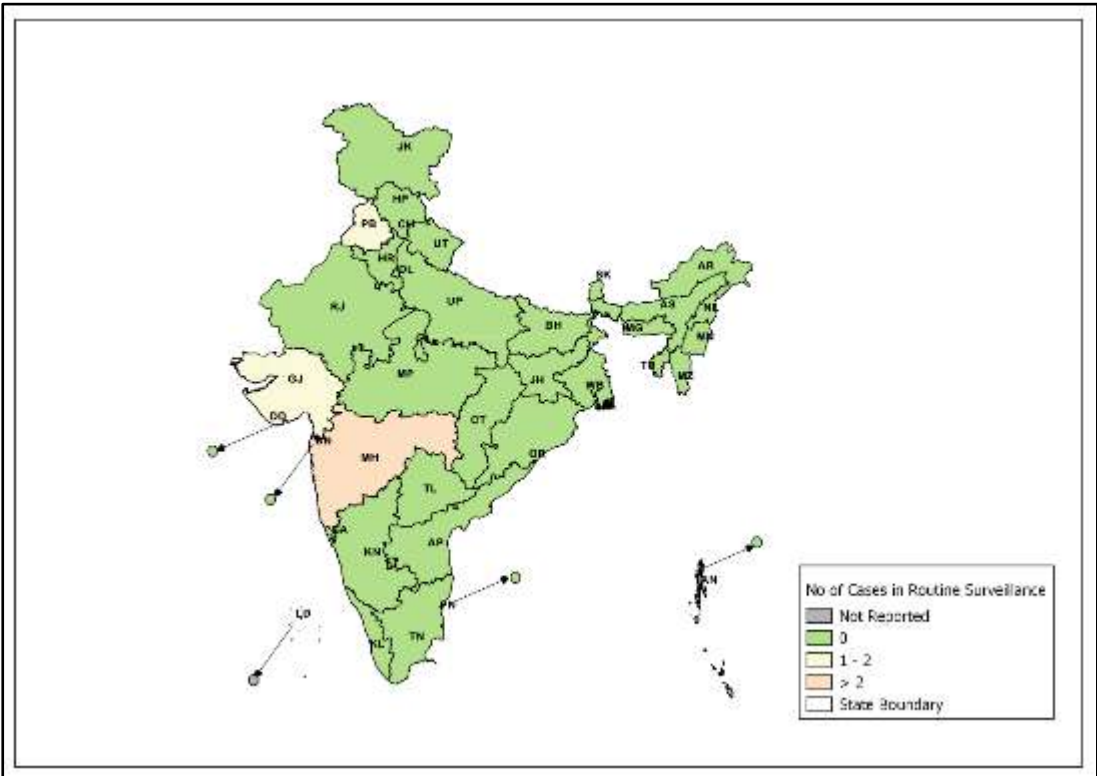 JK
HP
PB
CH
UT
HR
DL
AR
SK
RJ
UP
AS
NL
BH
MG
MN
TR
MZ
GJ
MP
JH
WB
DD
CT
DN
MH
OR
TL
GA
KN
AP
AN
PN
LD
KL
TN
No of Cases in Routine Surveillance
Not Reported
0
1 - 2
> 2
State Boundary